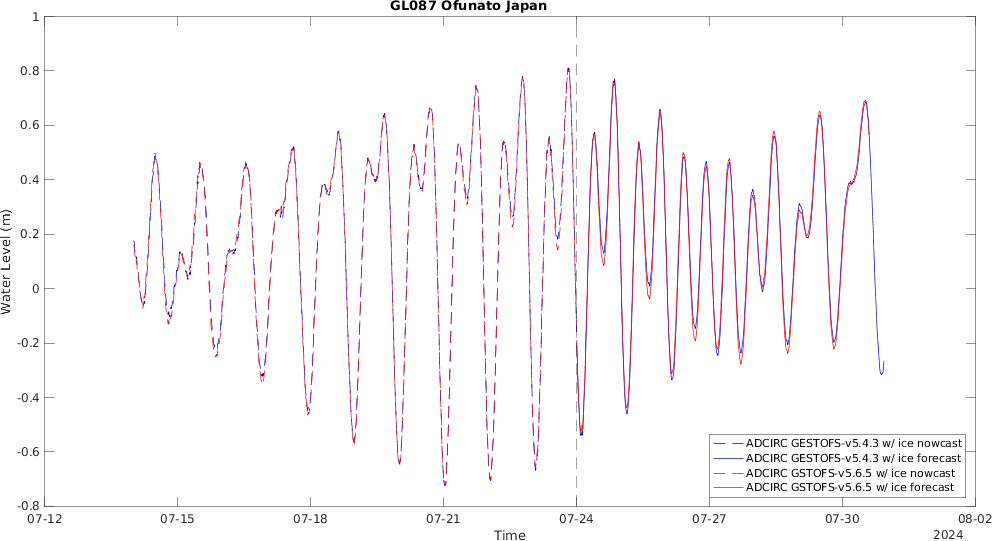 GL087 Ofunato Japan
1
0.8
0.6
0.4
0.2
0
-0.2
-0.4
-0.6
-0.8
Water Level (m)
ADCIRC GESTOFS-v5.4.3 w/ ice nowcast
ADCIRC GESTOFS-v5.4.3 w/ ice forecast
ADCIRC GSTOFS-v5.6.5 w/ ice nowcast
ADCIRC GSTOFS-v5.6.5 w/ ice forecast
07-12 07-15 07-18 07-21 07-24 07-27 07-30 08-02
Time
2024